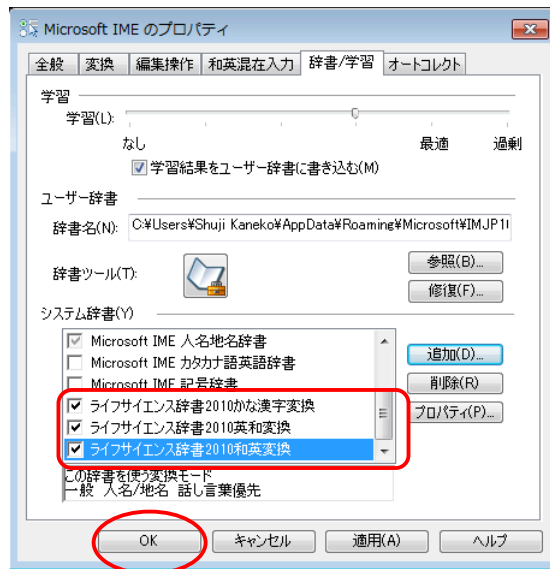 Microsoft IME のプロパティ
全般 変換 編集操作 和英混在入力 辞書/学習 オートコレクト
学習
学習(L):
なし 最適 過剰
学習結果をユーザー辞書に書き込む(M)
ユーザー辞書
辞書名(N): C:¥Users¥Shuji Kaneko¥AppData¥Roaming¥Microsoft¥IMJP1
参照(B)...
辞書ツール(T):
修復(F)...
システム辞書(Y)
Microsoft IME 人名地名辞書
追加(D)...
Microsoft IME カタカナ語英語辞書
Microsoft IME 記号辞書
削除(R)
ライフサイエンス辞書2010かな漢字変換
プロパティ(P)...
ライフサイエンス辞書2010英和変換
ライフサイエンス辞書2010和英変換
この辞書を使う変換モード
一般 人名/地名 話し言葉優先
OK キャンセル 適用(A) ヘルプ